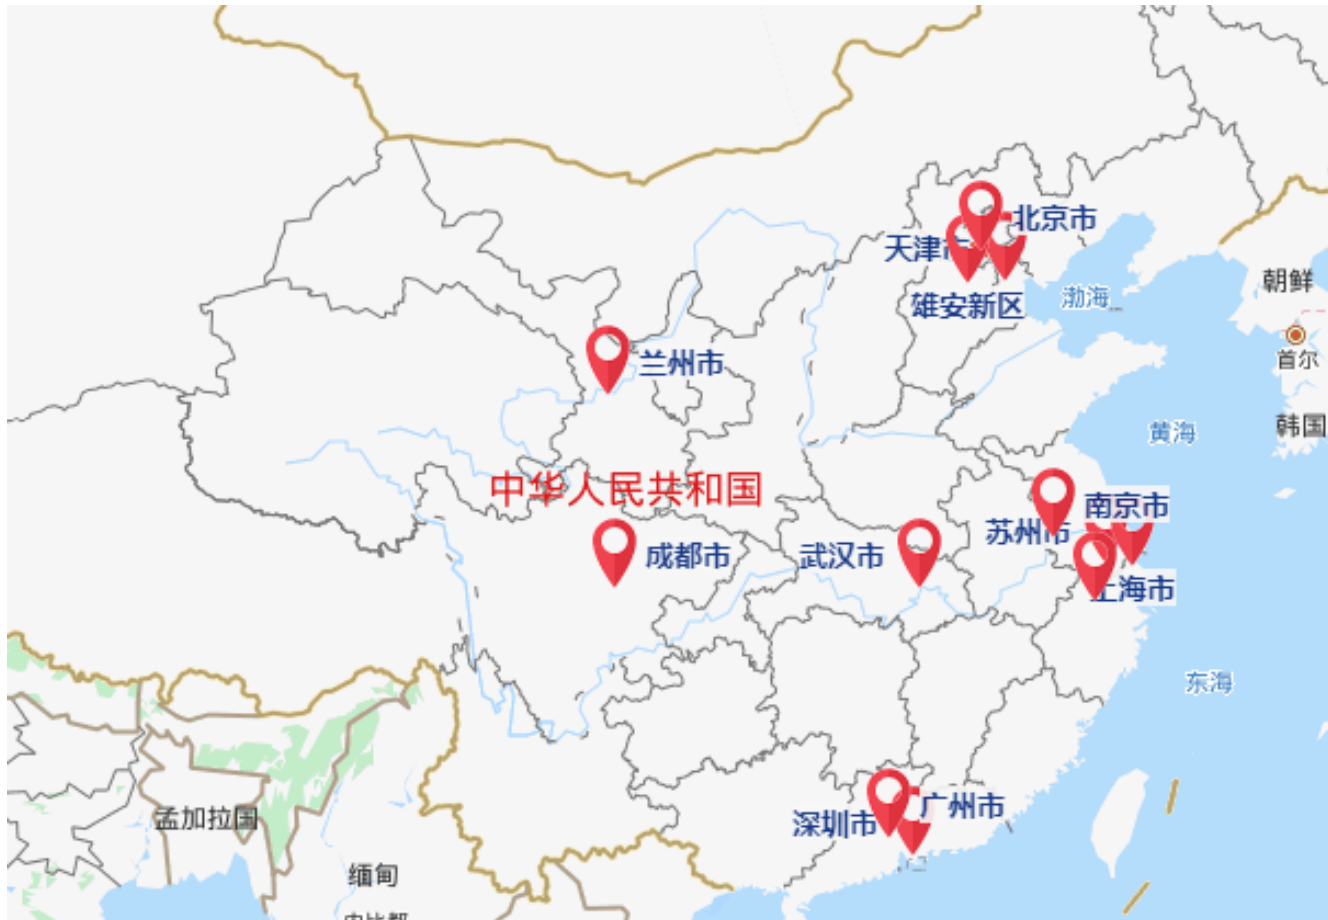 北京市
天津市
朝鲜
渤海
雄安新区
首尔
兰州市
韩国
黄海
中华人民共和国
南京市
苏州市
成都市
武汉市
上海市
东海
广州市
深圳市
孟加拉国
缅甸
内比都